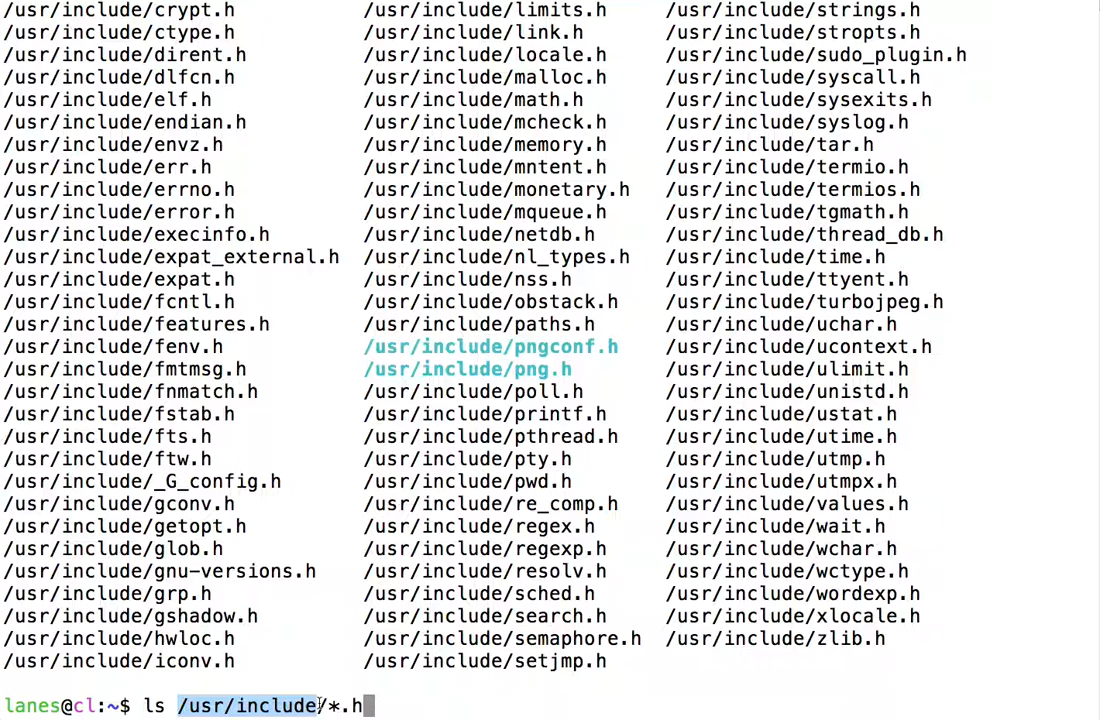 /usr/include/crypt.h /usr/include/limits.h /usr/include/strings.h
/usr/include/ctype.h /usr/include/link.h /usr/include/stropts.h
/usr/include/dirent.h /usr/include/locale.h /usr/include/sudo_plugin.h
/usr/include/dlfcn.h /usr/include/malloc.h /usr/include/syscall.h
/usr/include/elf.h /usr/include/math.h /usr/include/sysexits.h
/usr/include/endian.h /usr/include/mcheck.h /usr/include/syslog.h
/usr/include/envz.h /usr/include/memory.h /usr/include/tar.h
/usr/include/err.h /usr/include/mntent.h /usr/include/termio.h
/usr/include/errno.h /usr/include/monetary.h /usr/include/termios.h
/usr/include/error.h /usr/include/mqueue.h /usr/include/tgmath.h
/usr/include/execinfo.h /usr/include/netdb.h /usr/include/thread_db.h
/usr/include/expat_external.h /usr/include/nl_types.h /usr/include/time.h
/usr/include/expat.h /usr/include/nss.h /usr/include/ttyent.h
/usr/include/fcntl.h /usr/include/obstack.h /usr/include/turbojpeg.h
/usr/include/features.h /usr/include/paths.h /usr/include/uchar.h
/usr/include/fenv.h /usr/include/pngconf.h /usr/include/ucontext.h
/usr/include/fmtmsg.h /usr/include/png.h /usr/include/ulimit.h
/usr/include/fnmatch.h /usr/include/poll.h /usr/include/unistd.h
/usr/include/fstab.h /usr/include/printf.h /usr/include/ustat.h
/usr/include/fts.h /usr/include/pthread.h /usr/include/utime.h
/usr/include/ftw.h /usr/include/pty.h /usr/include/utmp.h
/usr/include/_G_config.h /usr/include/pwd.h /usr/include/utmpx.h
/usr/include/gconv.h /usr/include/re_comp.h /usr/include/values.h
/usr/include/getopt.h /usr/include/regex.h /usr/include/wait.h
/usr/include/glob.h /usr/include/regexp.h /usr/include/wchar.h
/usr/include/gnu-versions.h /usr/include/resolv.h /usr/include/wctype.h
/usr/include/grp.h /usr/include/sched.h /usr/include/wordexp.h
/usr/include/gshadow.h /usr/include/search.h /usr/include/xlocale.h
/usr/include/hwloc.h /usr/include/semaphore.h /usr/include/zlib.h
/usr/include/iconv.h /usr/include/setjmp.h
lanes@cl:~$ ls /usr/include/*.h